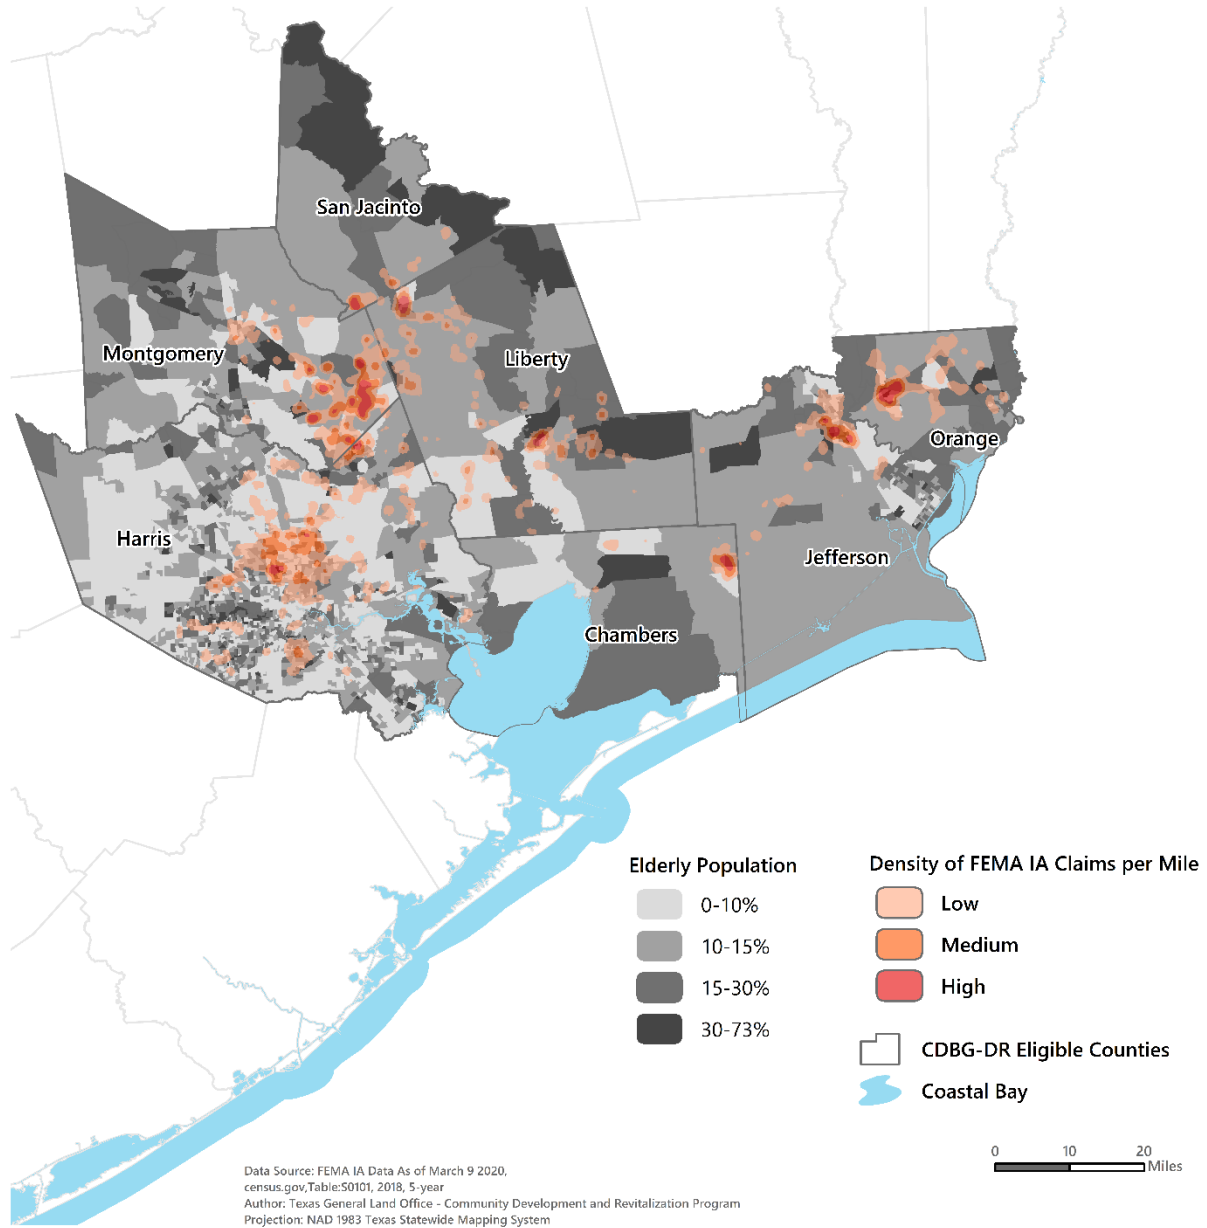 San Jacinto
Montgomery
Liberty
Orange
Harris
Jefferson
Chambers
Elderly Population
0-10%
10-15%
15-30%
30-73%
Density of FEMA IA Claims per Mile
Low
Medium
High
CDBG-DR Eligible Counties
Coastal Bay
0 10 20
Miles
Data Source: FEMA IA Data As of March 9 2020,
census.gov,Table:S0101, 2018, 5-year
Author: Texas General Land Office - Community Development and Revitalization Program
Projection: NAD 1983 Texas Statewide Mapping System